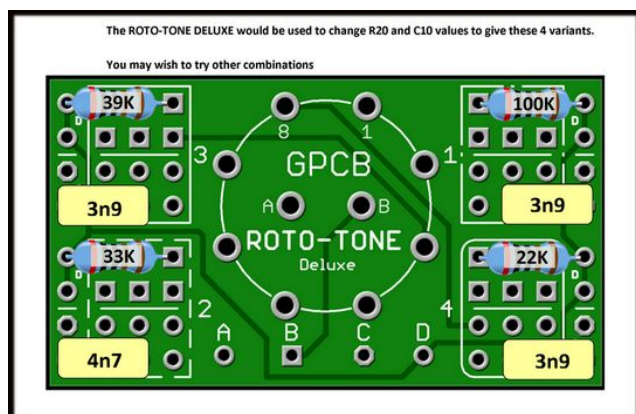 The ROTO-TONE DELUXE would be used to change R20 and C10 values to give these 4 variants.
You may wish to try other combinations
39K
100K
D
8
1
D
3
GPCB
1
3n9
A
B
3n9
ROTO-TONE
33K
Deluxe
22K
D
D
2
4
A
B
C
D
4n7
3n9